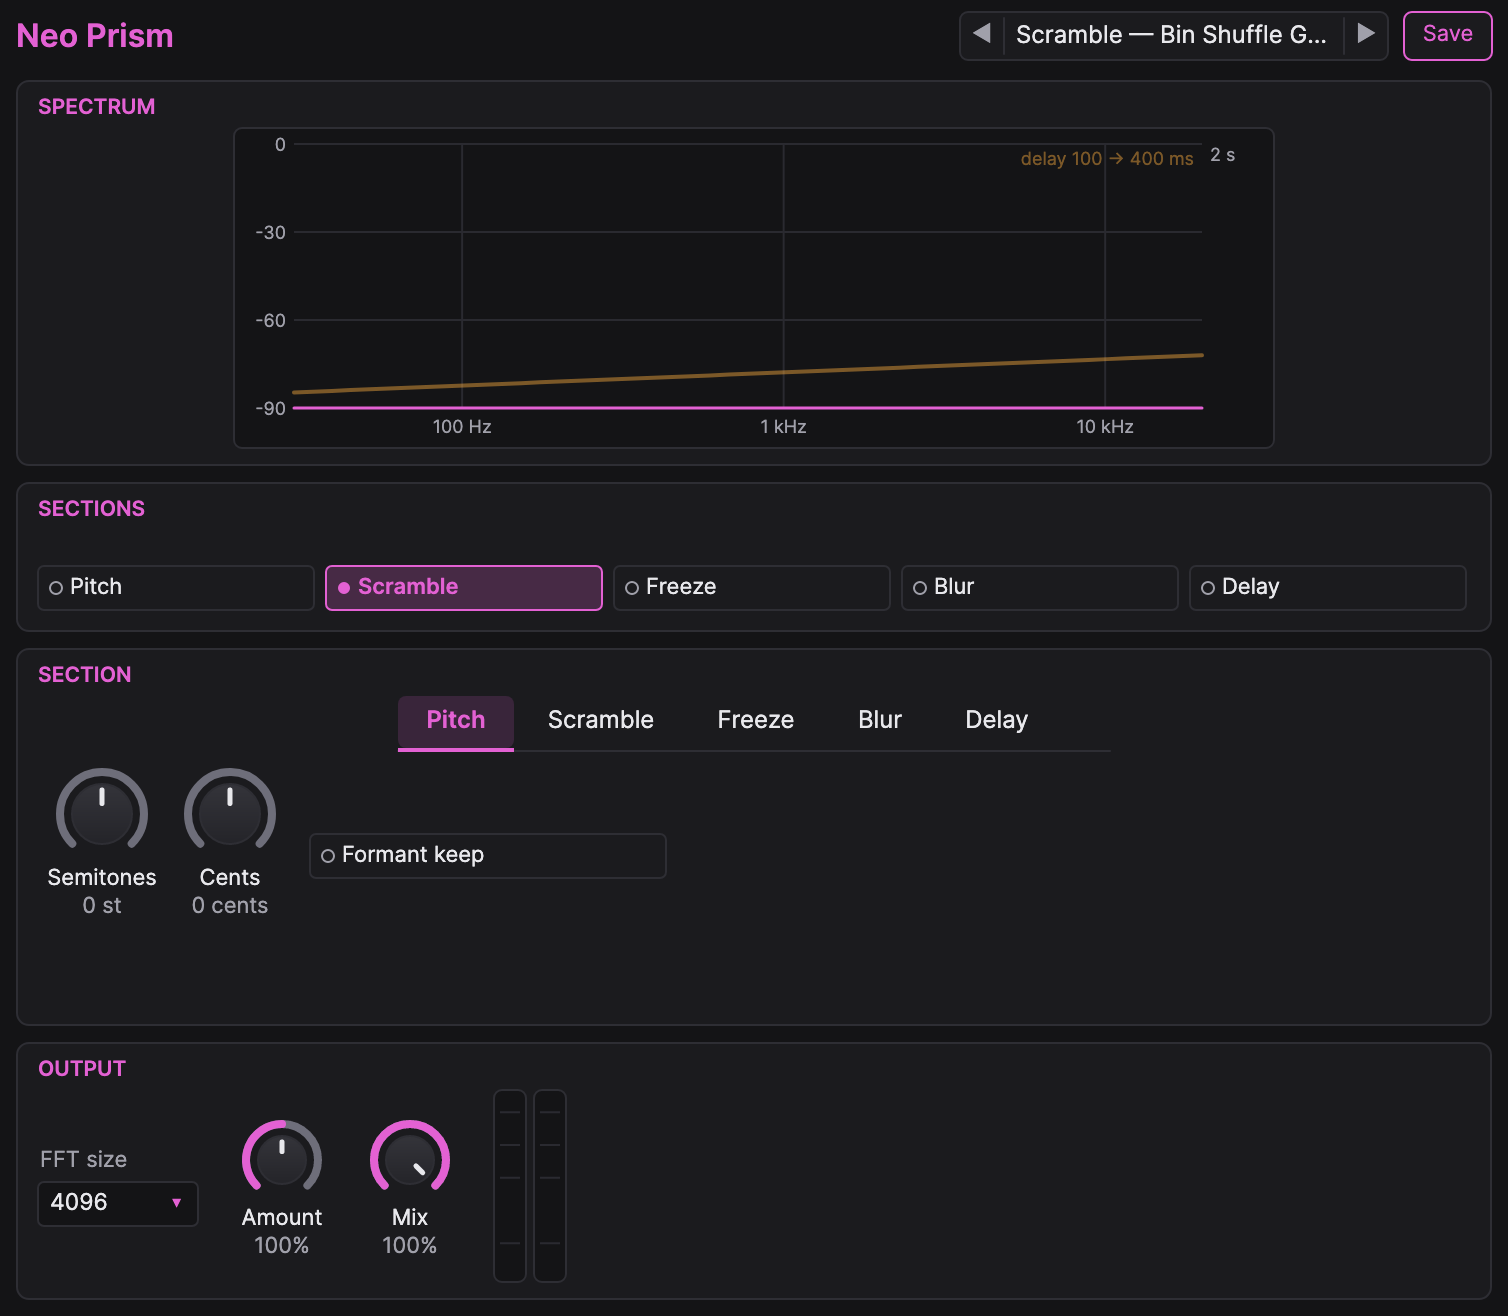 Neo Prism
◀ Scramble — Bin Shuffle G... ▶ Save
SPECTRUM
0
delay 100 → 400 ms 2 s
-30
-60
-90
100 Hz 1 kHz 10 kHz
SECTIONS
Pitch Scramble Freeze Blur Delay
SECTION
Pitch Scramble Freeze Blur Delay
Formant keep
Semitones Cents
0 st 0 cents
OUTPUT
FFT size
4096 ▼
Amount Mix
100% 100%